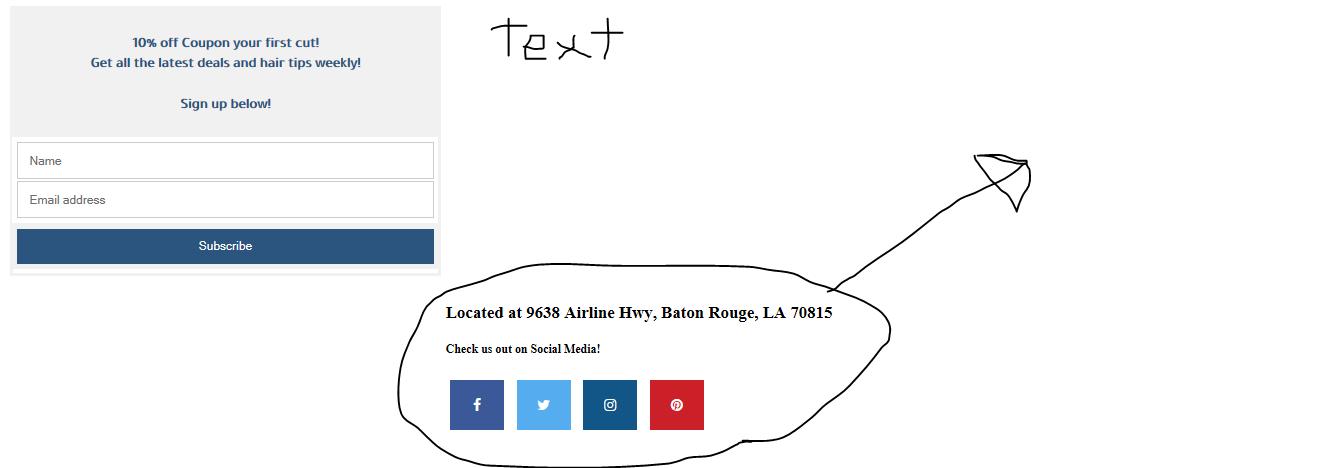 10% off Coupon your first cut!
Get all the latest deals and hair tips weekly!
Sign up below!
Name
Email address
Subscribe
Text
Located at 9638 Airline Hwy, Baton Rouge, LA 70815
Check us out on Social Media!